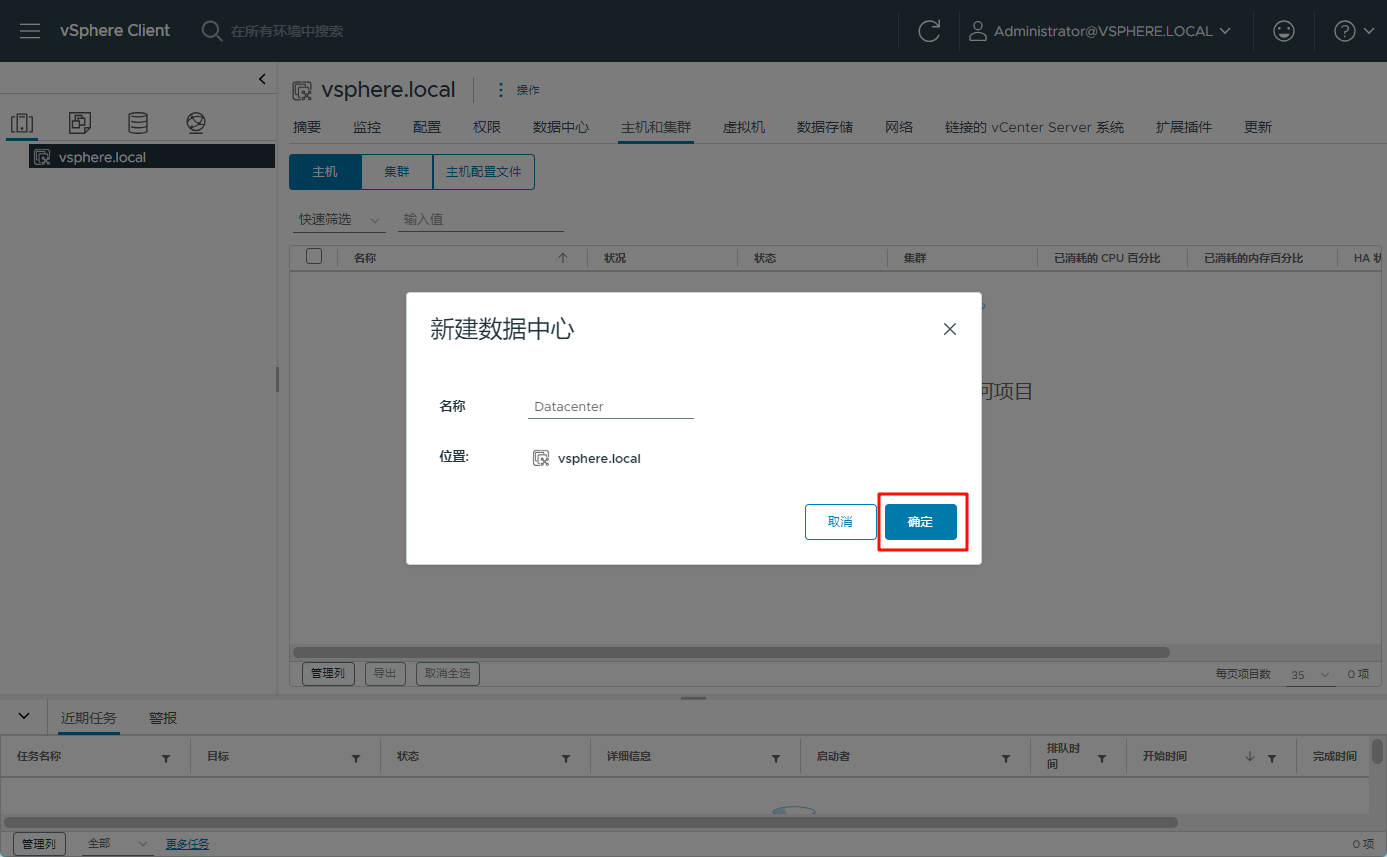 vSphere Client
在所有环境中搜索
Administrator@VSPHERE.LOCAL
vsphere.local
vsphere.local
操作
摘要 监控 配置 权限 数据中心 主机和集群 虚拟机 数据存储 网络 链接的 vCenter Server 系统 扩展插件 更新
主机 集群 主机配置文件
快速筛选 输入值
名称 状况 状态 集群 已消耗的 CPU 百分比 已消耗的内存百分比 HA 状
何项目
新建数据中心
名称 Datacenter
位置: vsphere.local
取消 确定
管理列 导出 取消全选 每页项目数 35 0 项
近期任务 警报
任务名称 目标 状态 详细信息 启动者 排队时间 开始时间 完成时间
管理列 全部 更多任务 0 项